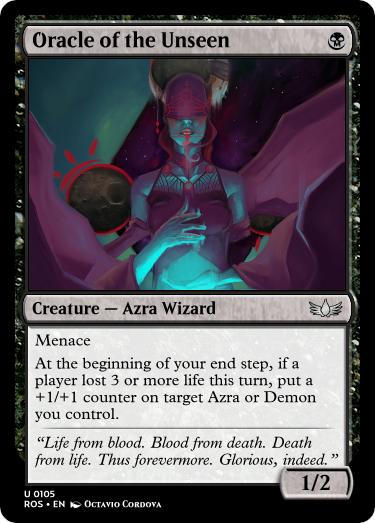 Oracle of the Unseen
Creature — Azra Wizard
Menace
At the beginning of your end step, if a
player lost 3 or more life this turn, put a
+1/+1 counter on target Azra or Demon
you control.
“Life from blood. Blood from death. Death
from life. Thus forevermore. Glorious, indeed.”
1/2
U 0105
ROS • EN Octavio Cordova